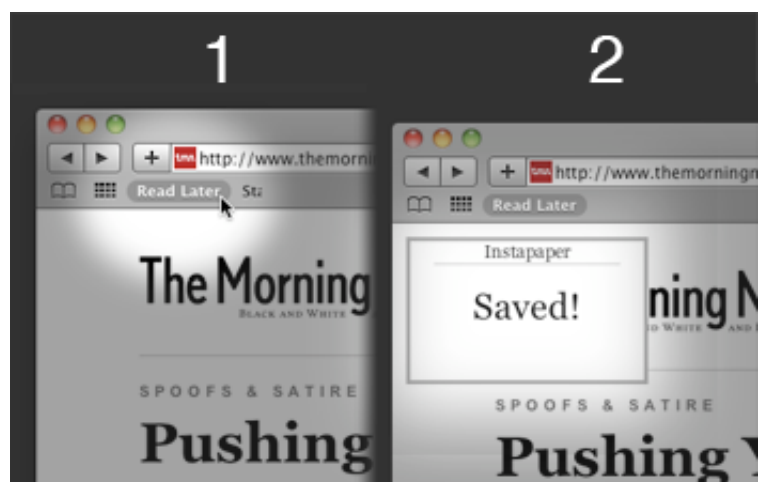 1
http://www.themorni
Read Later
The Morning
BLACK AND WHITE
SPOOFS & SATIRE
Pushing
2
http://www.themorningn
Read Later
Instapaper
Saved!
ning N
WHITE
SPOOFS & SATIRE
Pushing Y